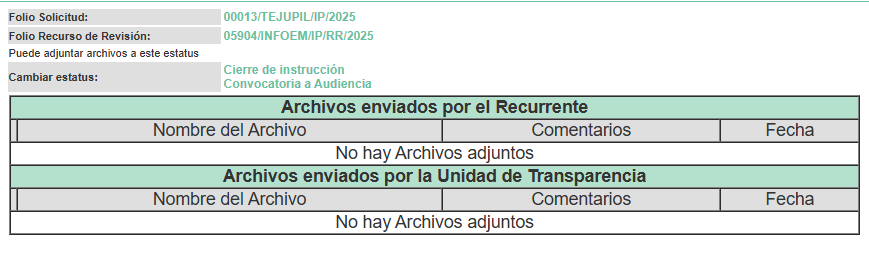 Folio Solicitud: 00013/TEJUPIL/IP/2025
Folio Recurso de Revisión: 05904/INFOEM/IP/RR/2025
Puede adjuntar archivos a este estatus
Cambiar estatus: Cierre de instrucción
Convocatoria a Audiencia
Archivos enviados por el Recurrente
Nombre del Archivo Comentarios Fecha
No hay Archivos adjuntos
Archivos enviados por la Unidad de Transparencia
Nombre del Archivo Comentarios Fecha
No hay Archivos adjuntos